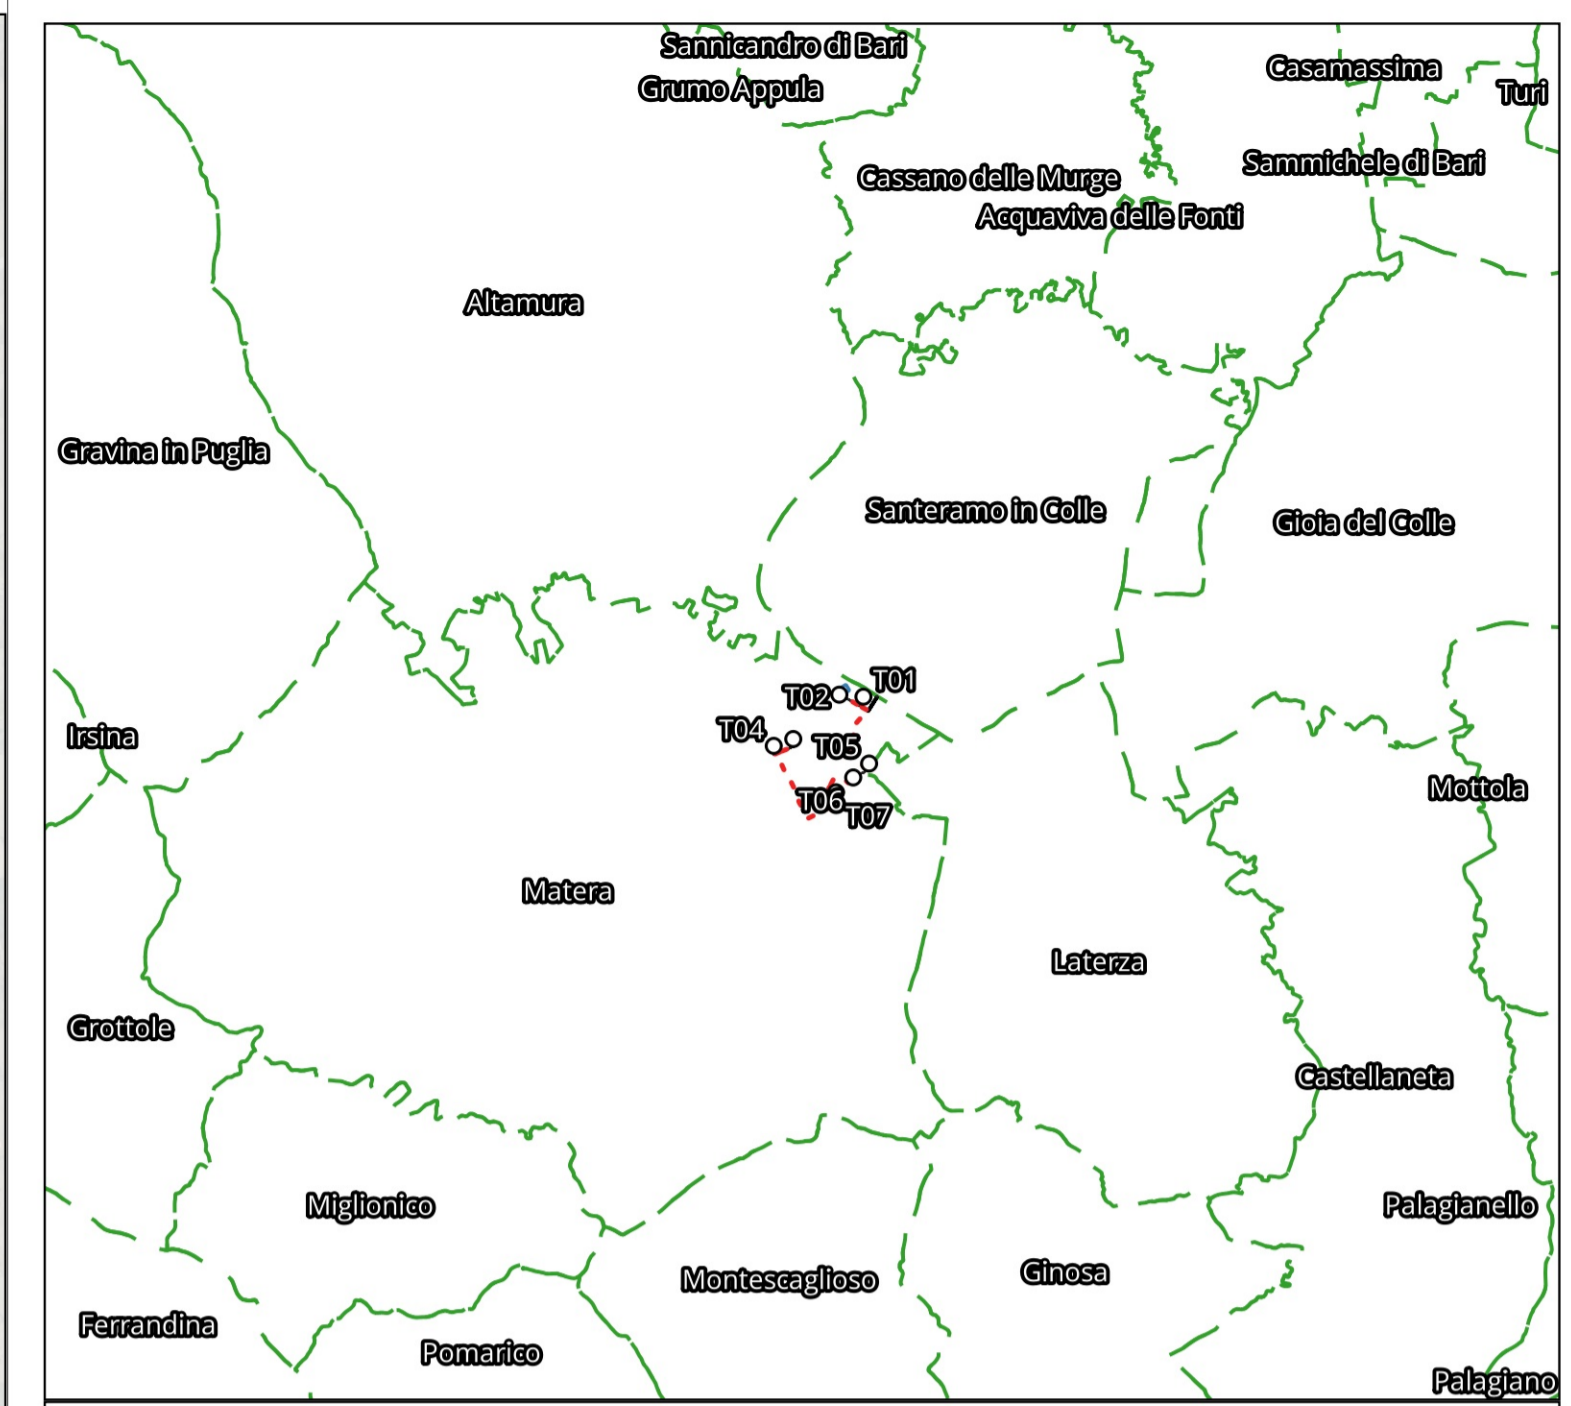 Sannicandro di Bari
Grumo Appula
Casamassima
Turi
Sammichele di Bari
Cassano delle Murge
Acquaviva delle Fonti
Altamura
Gravina in Puglia
Santeramo in Colle
Gioia del Colle
T01
T02
T04
T05
Irsina
Mottola
T06
T07
Matera
Laterza
Grottole
Castellaneta
Miglionico
Palagianello
Montescaglioso
Ginosa
Ferrandina
Pomarico
Palagiano